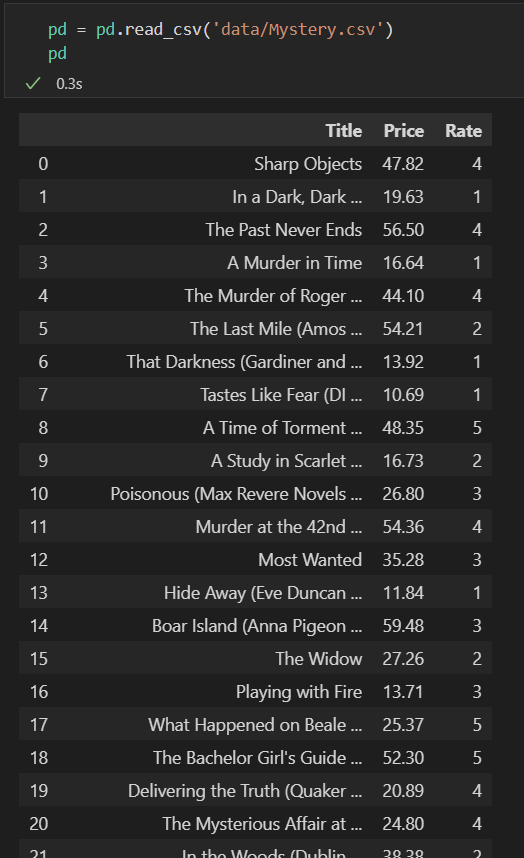 pd = pd.read_csv('data/Mystery.csv')
pd
0.3s
Title Price Rate
0 Sharp Objects 47.82 4
1 In a Dark, Dark ... 19.63 1
2 The Past Never Ends 56.50 4
3 A Murder in Time 16.64 1
4 The Murder of Roger ... 44.10 4
5 The Last Mile (Amos ... 54.21 2
6 That Darkness (Gardiner and ... 13.92 1
7 Tastes Like Fear (DI ... 10.69 1
8 A Time of Torment ... 48.35 5
9 A Study in Scarlet ... 16.73 2
10 Poisonous (Max Revere Novels ... 26.80 3
11 Murder at the 42nd ... 54.36 4
12 Most Wanted 35.28 3
13 Hide Away (Eve Duncan ... 11.84 1
14 Boar Island (Anna Pigeon ... 59.48 3
15 The Widow 27.26 2
16 Playing with Fire 13.71 3
17 What Happened on Beale ... 25.37 5
18 The Bachelor Girl's Guide ... 52.30 5
19 Delivering the Truth (Quaker ... 20.89 4
20 The Mysterious Affair at ... 24.80 4
21 In the Woods (Dublin ... 38.38 2